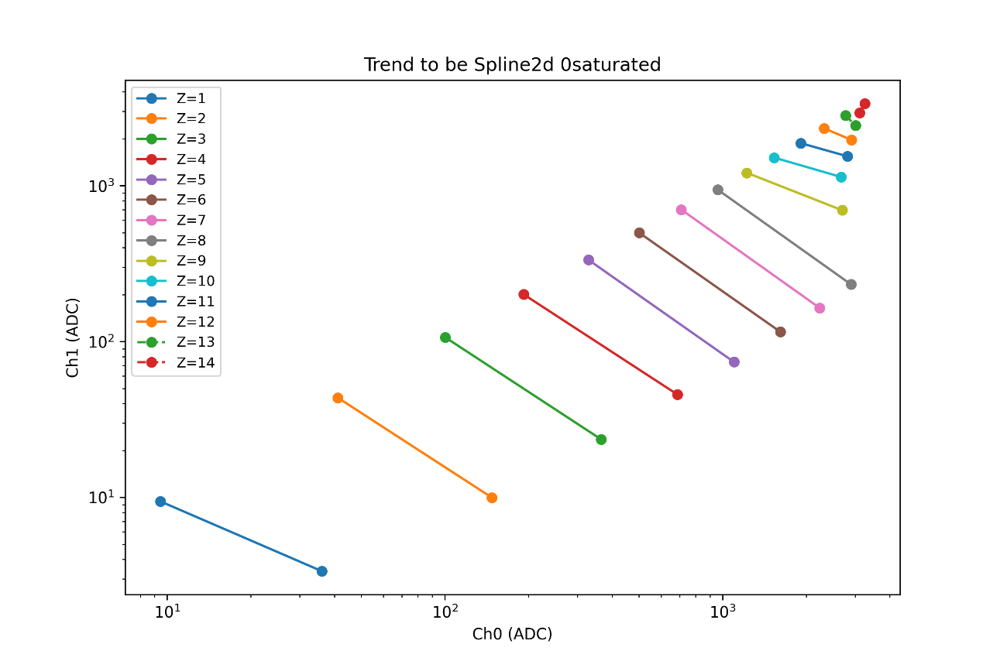 Trend to be Spline2d 0saturated
Z=1
Z=2
Z=3
Z=4
Z=5
Z=6
Z=7
Z=8
Z=9
Z=10
Z=11
Z=12
Z=13
Z=14
10³
10²
10¹
Ch1 (ADC)
10¹ 10² 10³
Ch0 (ADC)